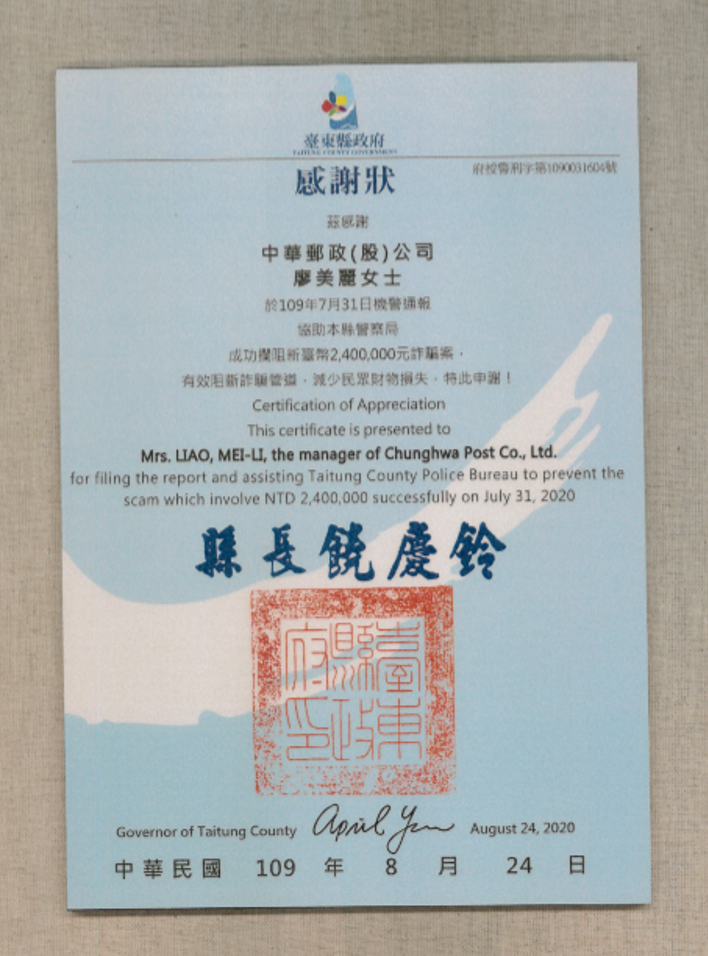 臺東縣政府
TAITUNG COUNTY GOVERNMENT
感謝狀
府授警刑字第1090031604號
茲感謝
中華郵政(股)公司
廖美麗女士
於109年7月31日機警通報
協助本縣警察局
成功攔阻新臺幣2,400,000元詐騙案，
有效阻斷詐騙管道，減少民眾財物損失，特此申謝！
Certification of Appreciation
This certificate is presented to
Mrs. LIAO, MEI-LI, the manager of Chunghwa Post Co., Ltd.
for filing the report and assisting Taitung County Police Bureau to prevent the
scam which involve NTD 2,400,000 successfully on July 31, 2020
縣長饒慶鈴
臺東縣政府印
Governor of Taitung County April Yao August 24, 2020
中華民國 109 年 8 月 24 日